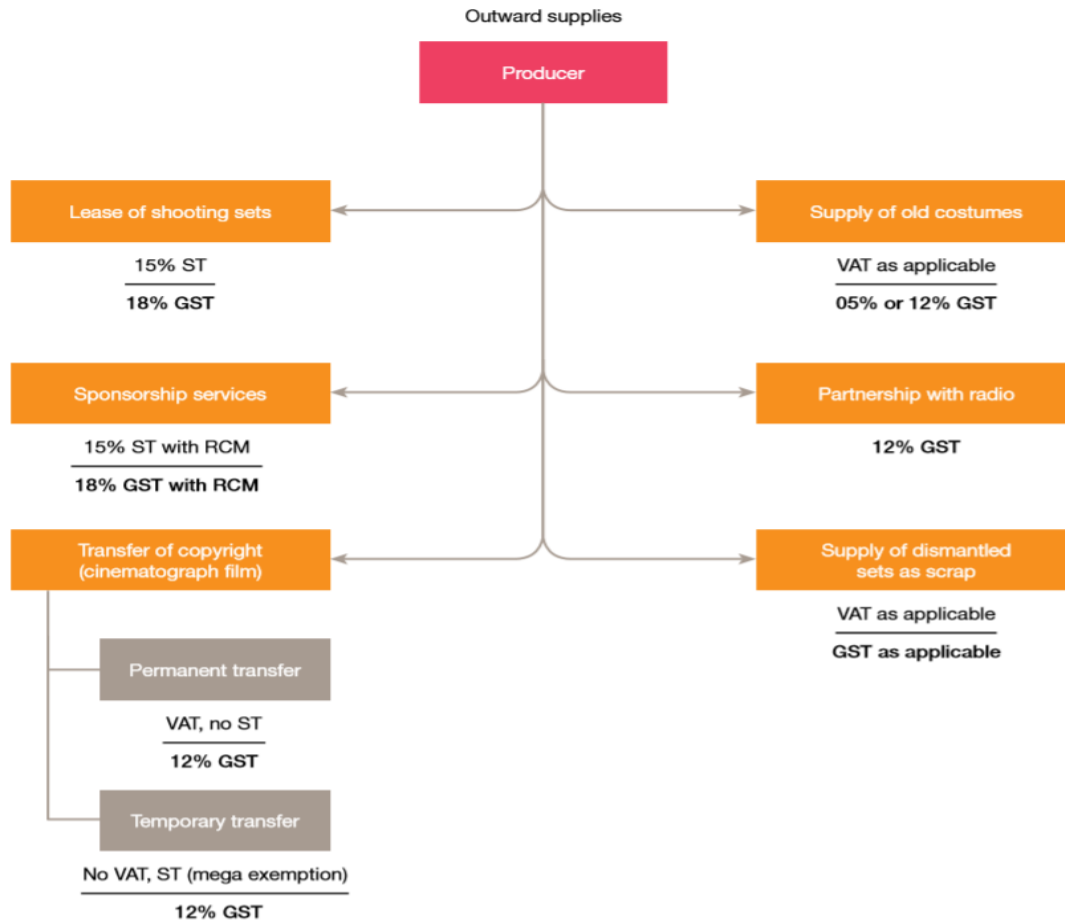 Outward supplies
Producer
Lease of shooting sets
15% ST
18% GST
Supply of old costumes
VAT as applicable
05% or 12% GST
Sponsorship services
15% ST with RCM
18% GST with RCM
Partnership with radio
12% GST
Transfer of copyright
(cinematograph film)
Supply of dismantled
sets as scrap
VAT as applicable
GST as applicable
Permanent transfer
VAT, no ST
12% GST
Temporary transfer
No VAT, ST (mega exemption)
12% GST